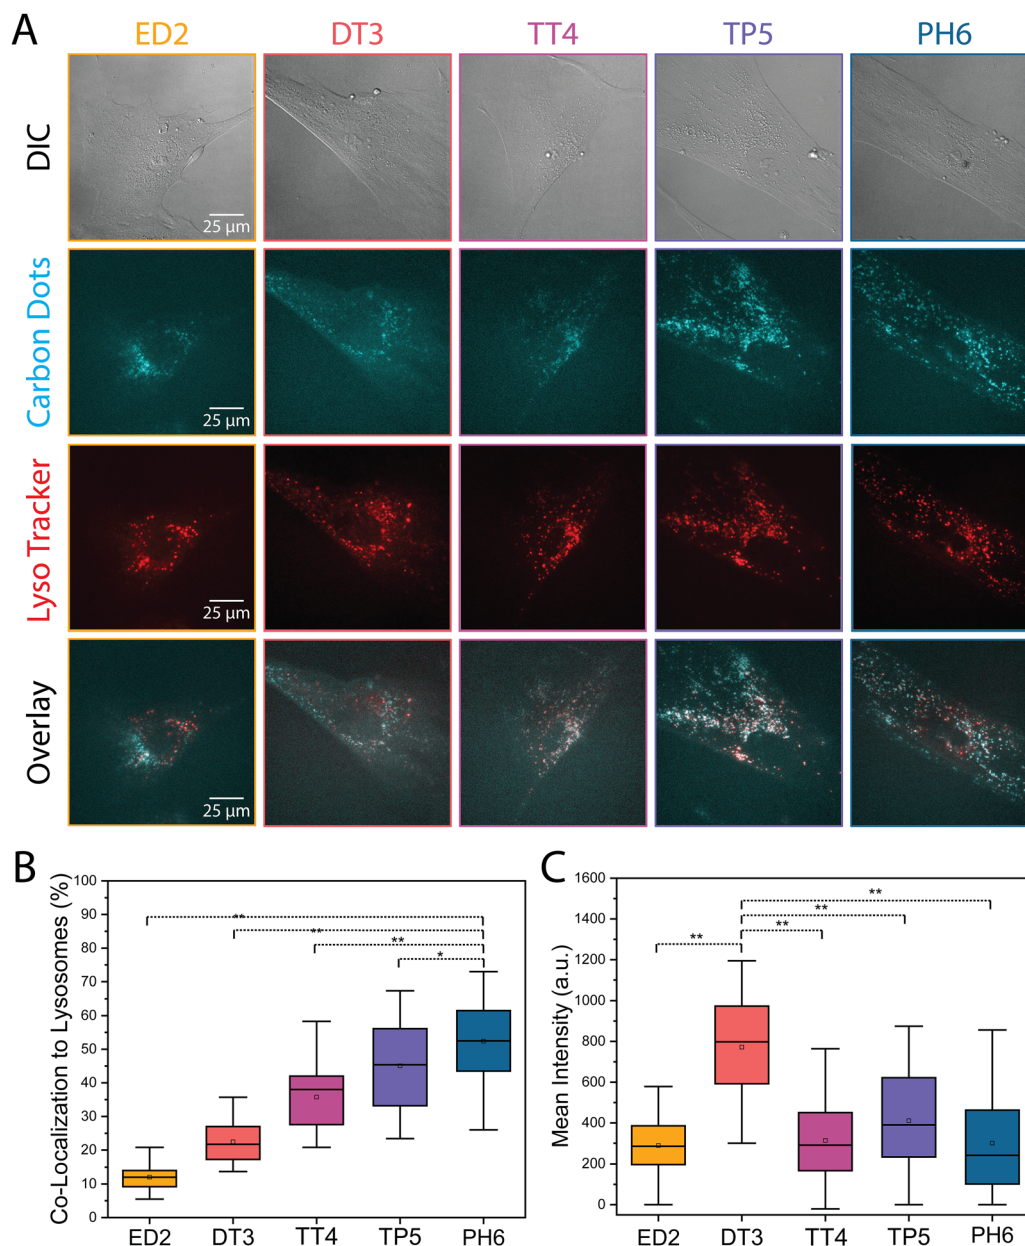 A
ED2 DT3 TT4 TP5 PH6
DIC
25 µm
Carbon Dots
25 µm
Lyso Tracker
25 µm
Overlay
25 µm
B
Co-Localization to Lysosomes (%)
100
90
80
70
60
50
40
30
20
10
0
**
**
**
*
ED2 DT3 TT4 TP5 PH6
C
Mean Intensity (a.u.)
1600
1400
1200
1000
800
600
400
200
0
**
**
**
**
ED2 DT3 TT4 TP5 PH6